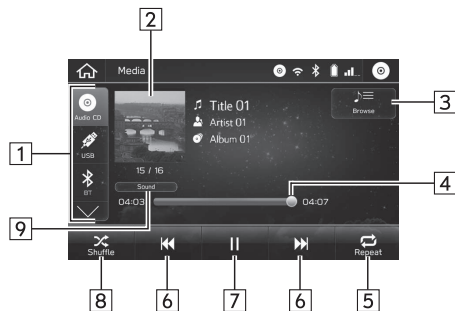 2
Media
Audio CD
USB
BT
Title 01
Artist 01
Album 01
Browse
3
1
15 / 16
Sound
04:03
04:07
4
9
Shuffle
Repeat
8
6
7
6
5